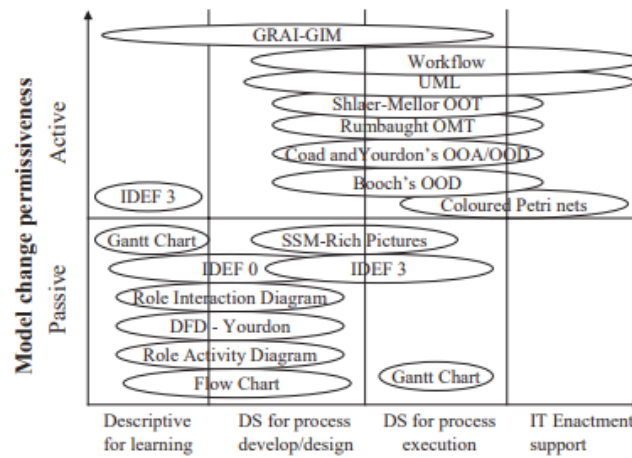 GRAI-GIM
Workflow
UML
Shlaer-Mellor OOT
Rumbaught OMT
Coad andYourdon's OOA/OOD
Booch's OOD
IDEF 3
Coloured Petri nets
Gantt Chart
SSM-Rich Pictures
IDEF 0
IDEF 3
Role Interaction Diagram
DFD - Yourdon
Role Activity Diagram
Flow Chart
Gantt Chart
Model change permissiveness
Active
Passive
Descriptive
for learning
DS for process
develop/design
DS for process
execution
IT Enactment
support